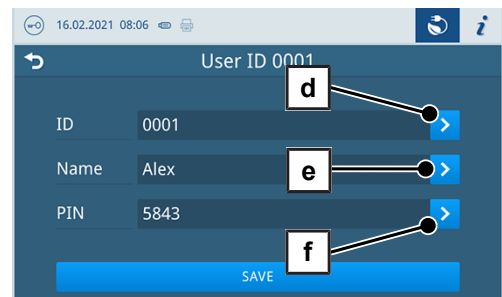 16.02.2021 08:06
i
User ID 0001
d
ID 0001
Name Alex
e
PIN 5843
f
SAVE